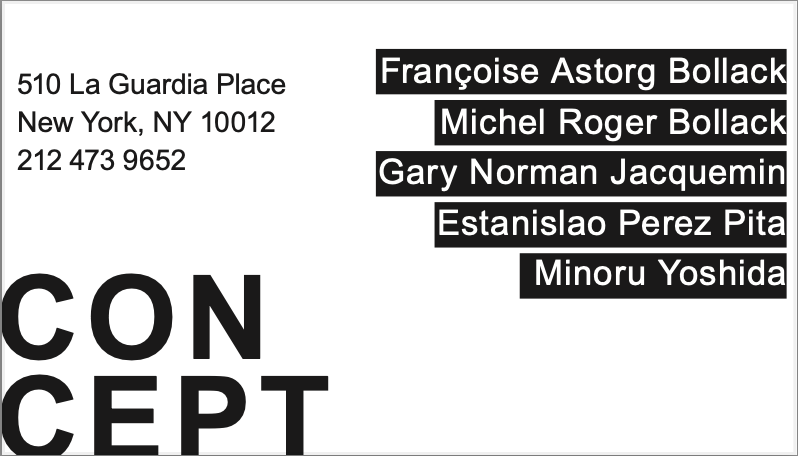 510 La Guardia Place
New York, NY 10012
212 473 9652
Françoise Astorg Bollack
Michel Roger Bollack
Gary Norman Jacquemin
Estanislao Perez Pita
Minoru Yoshida
CON
CEPT